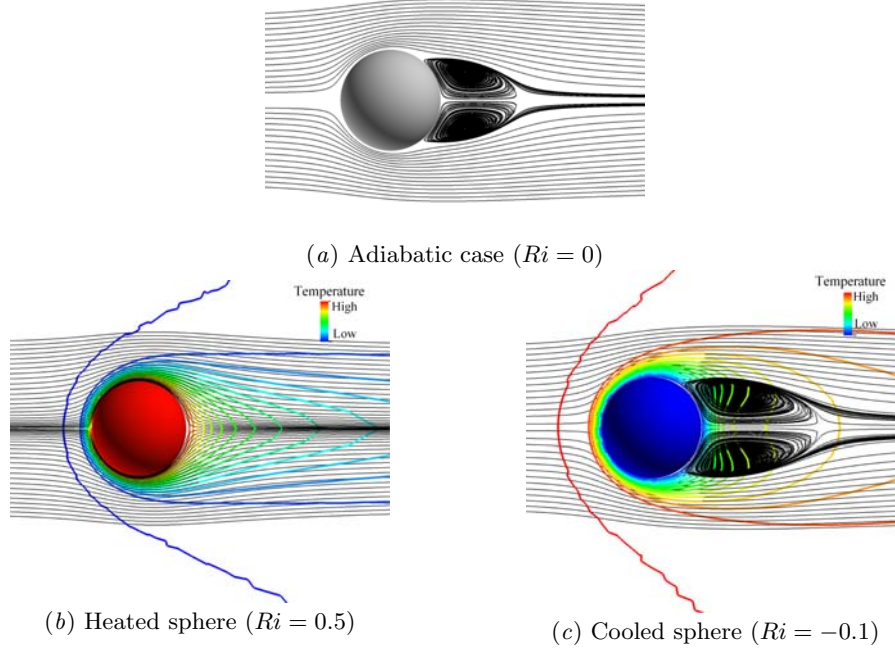 (a) Adiabatic case (Ri = 0)
Temperature
High
Low
(b) Heated sphere (Ri = 0.5)
Temperature
High
Low
(c) Cooled sphere (Ri = −0.1)